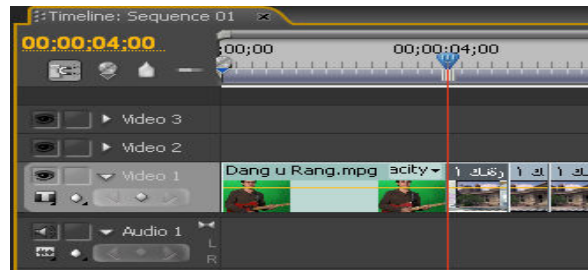 Timeline: Sequence 01 x
00;00;04;00
;00;00 00;00;04;00
Video 3
Video 2
Video 1
Dang u Rang.mpg acity
Audio 1
L
R